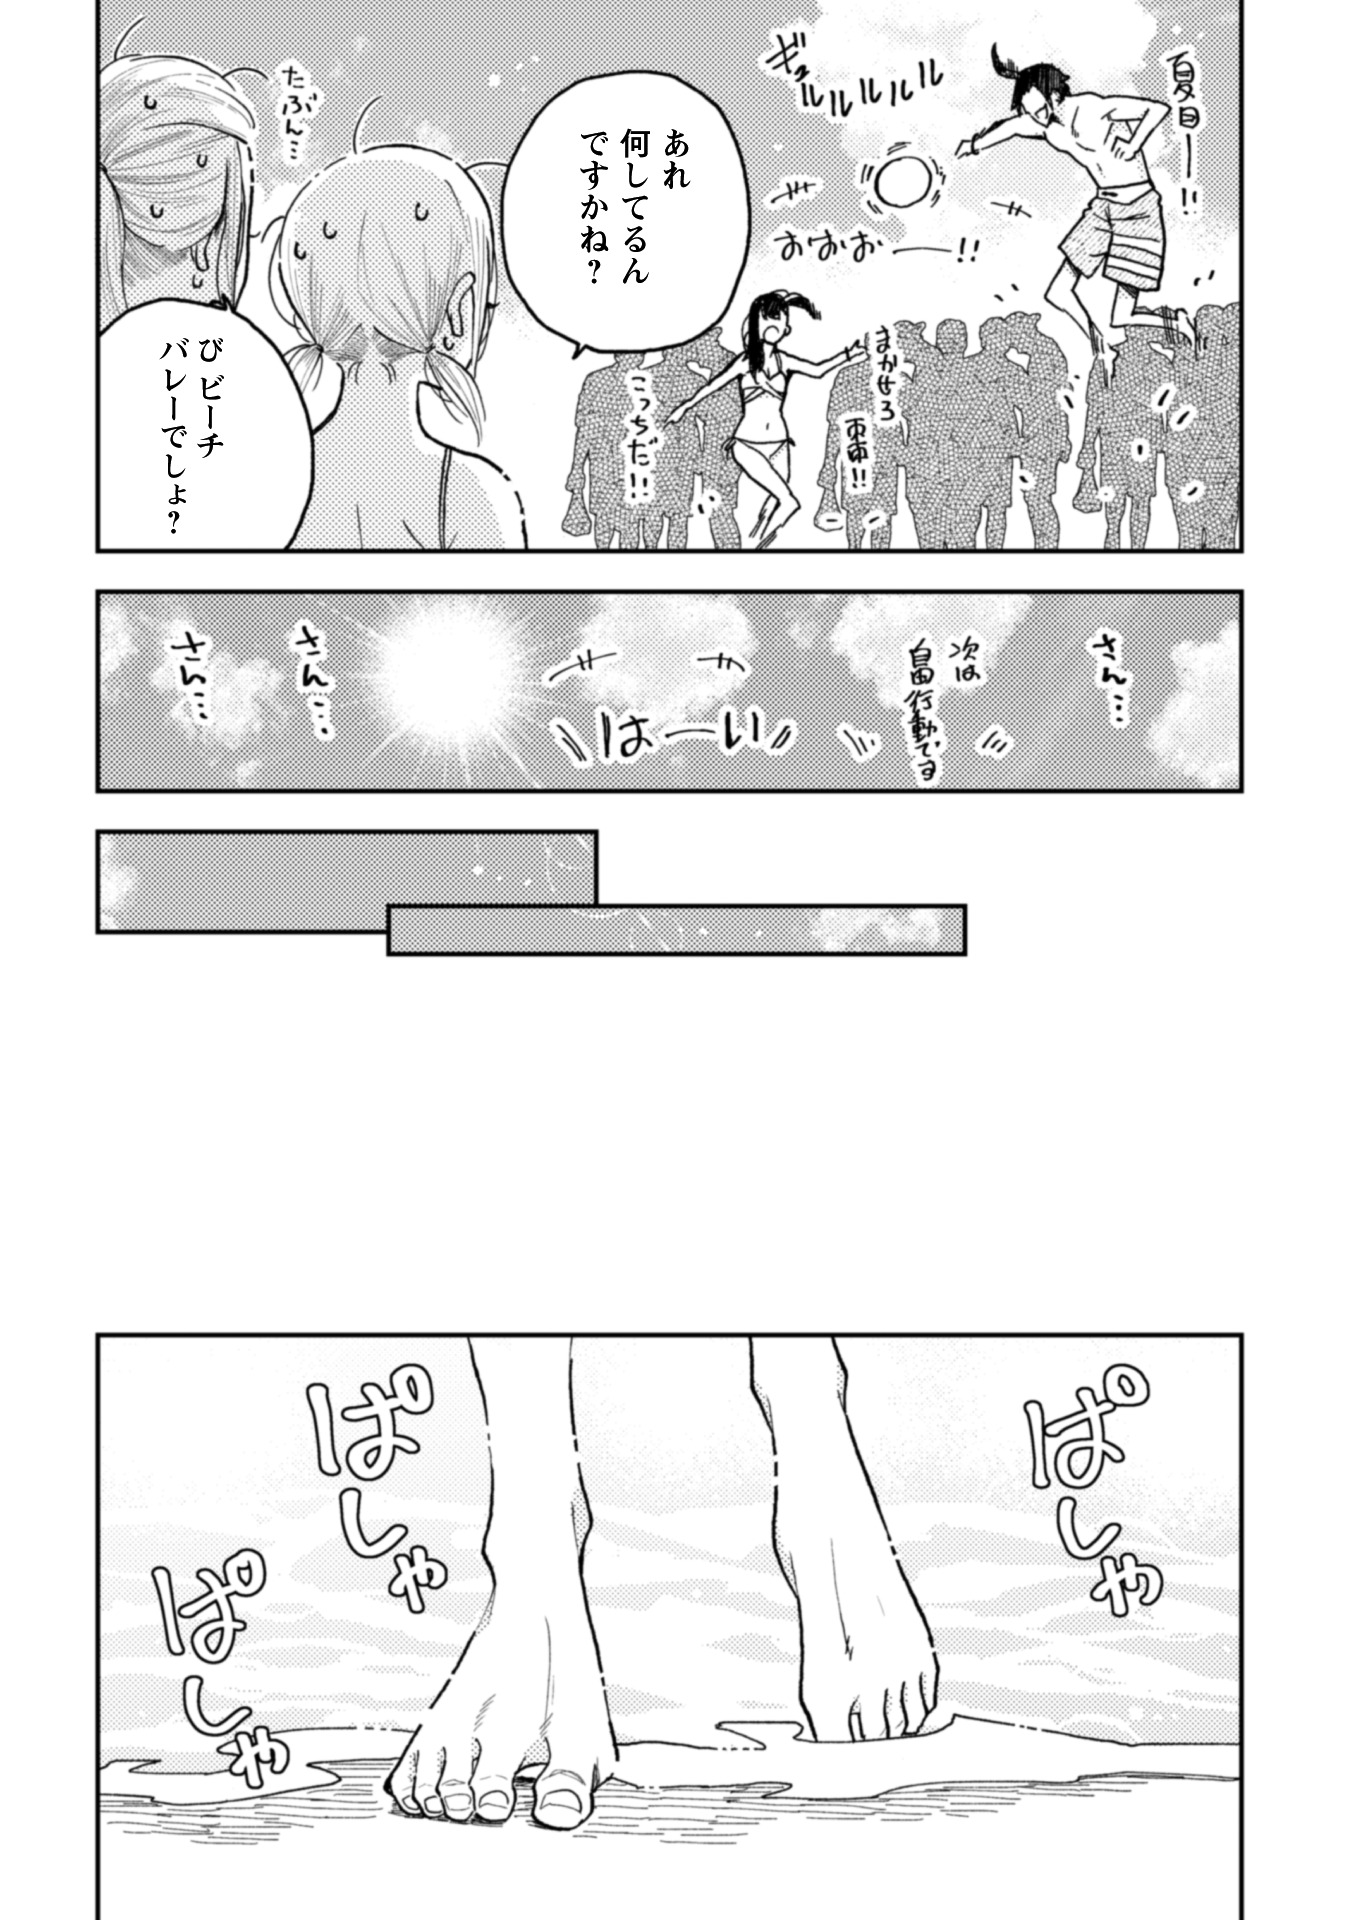 夏目ー!!
ギュルルルルル
おおおおー!!
まかせろ
東!!
こっちだ!!
あれ
何してるん
ですかね?
たぶん…
びビーチ
バレーでしょ?
さん…
次は
自由行動です
はーい
さん…
さん…
ぱしゃ
ぱしゃ
ぱしゃ